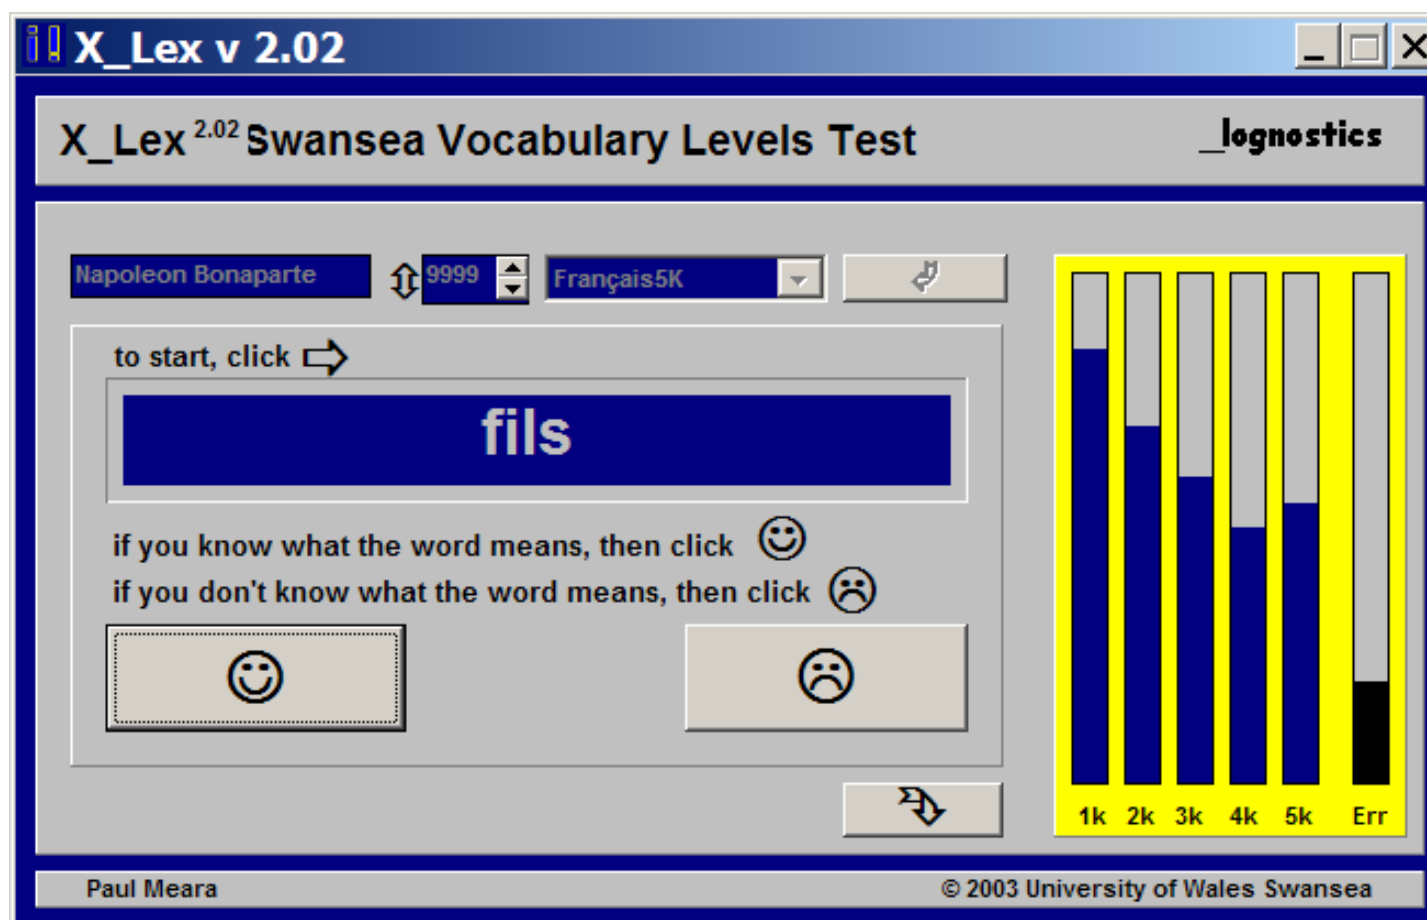 X_Lex v 2.02
X_Lex 2.02 Swansea Vocabulary Levels Test
_lognostics
Napoleon Bonaparte 9999 Français5K
to start, click
fils
if you know what the word means, then click
if you don't know what the word means, then click
1k 2k 3k 4k 5k Err
Paul Meara
© 2003 University of Wales Swansea